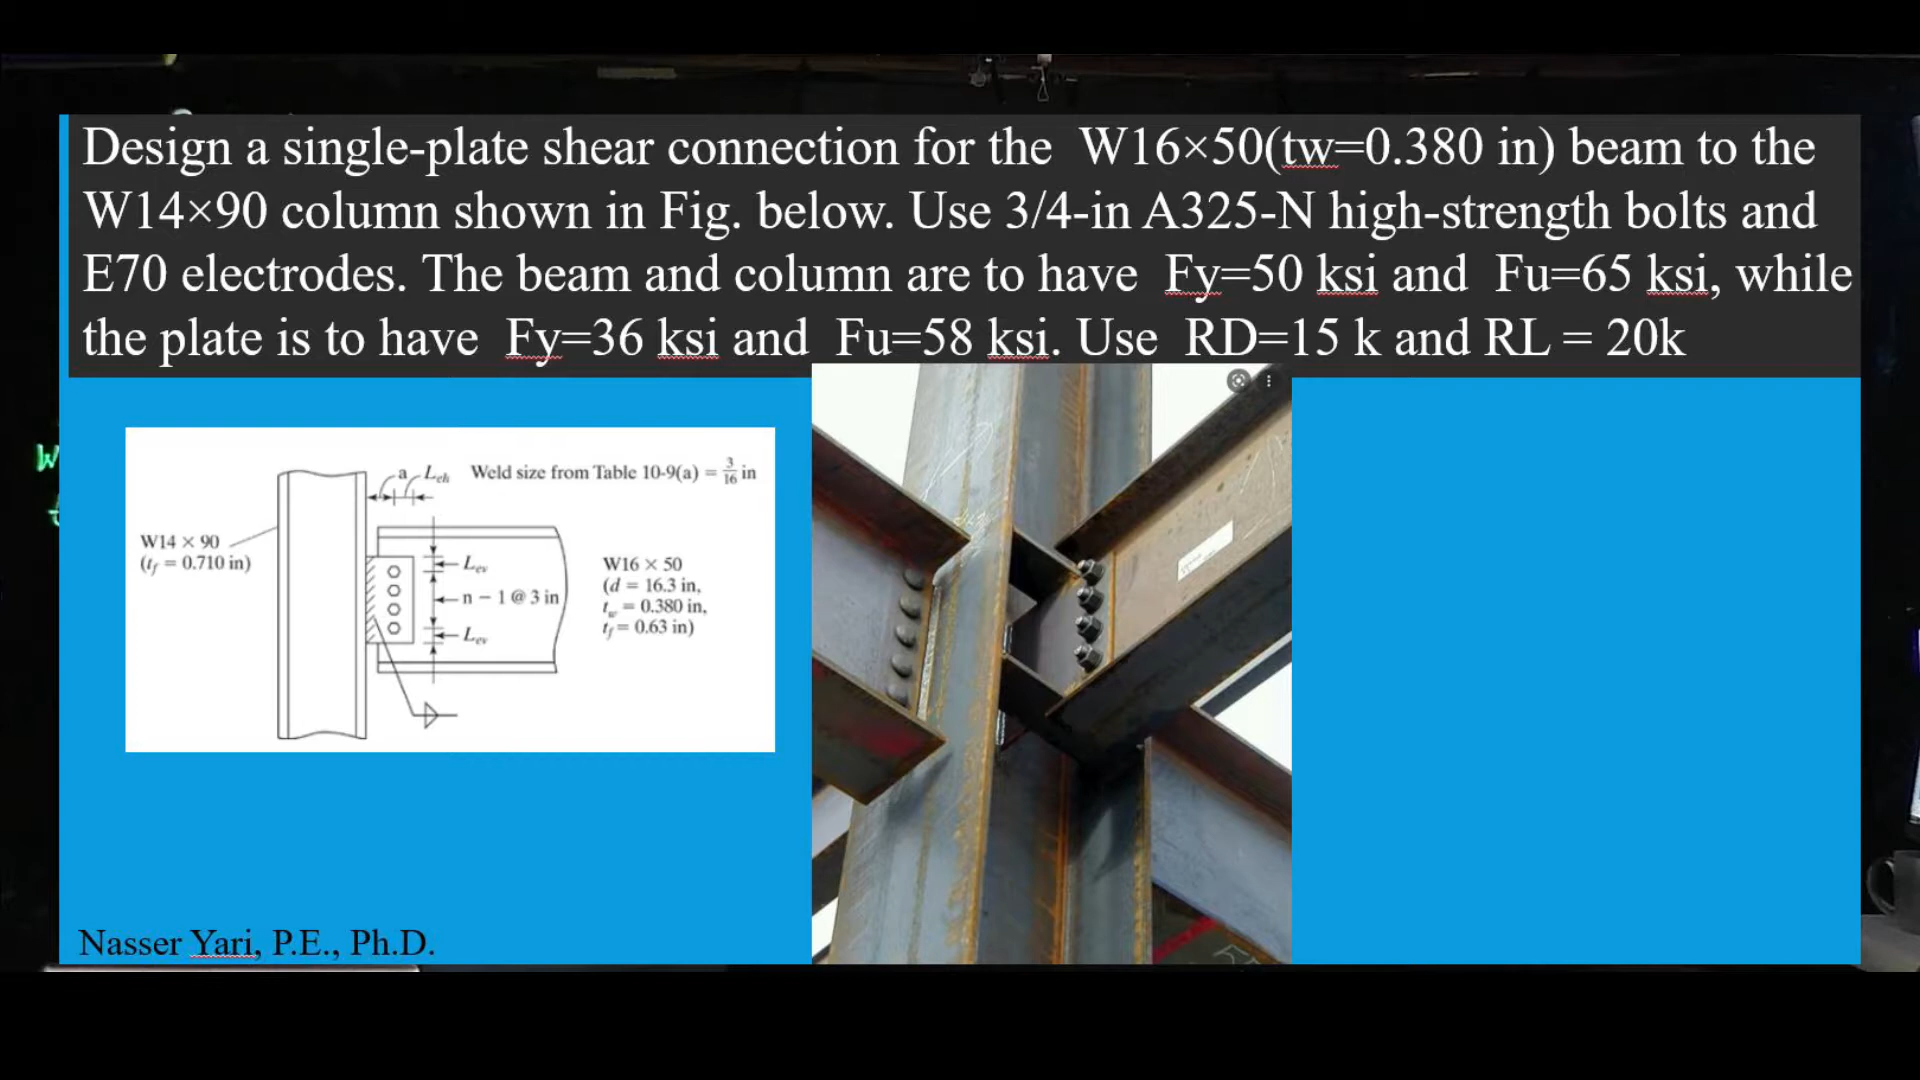 Design a single-plate shear connection for the W16×50(tw=0.380 in) beam to the
W14×90 column shown in Fig. below. Use 3/4-in A325-N high-strength bolts and
E70 electrodes. The beam and column are to have Fy=50 ksi and Fu=65 ksi, while
the plate is to have Fy=36 ksi and Fu=58 ksi. Use RD=15 k and RL = 20k
a
Leh
Weld size from Table 10-9(a) = 3/16 in
W14 × 90
(tf = 0.710 in)
Lev
n − 1 @ 3 in
Lev
W16 × 50
(d = 16.3 in,
tw = 0.380 in,
tf = 0.63 in)
Nasser Yari, P.E., Ph.D.